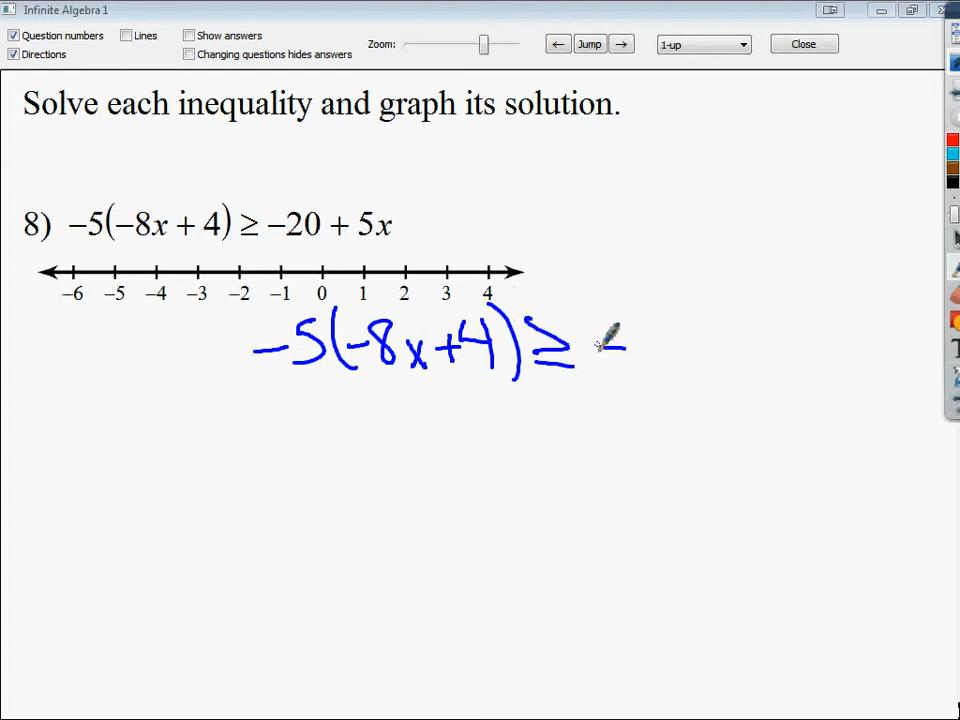 Infinite Algebra 1
Question numbers Lines Show answers Zoom: ← Jump → 1-up Close
Directions Changing questions hides answers
Solve each inequality and graph its solution.
8) −5(−8x + 4) ≥ −20 + 5x
−6 −5 −4 −3 −2 −1 0 1 2 3 4
−5(−8x+4) ≥ −